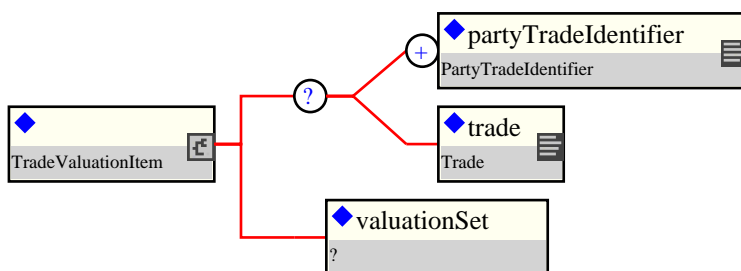 partyTradeIdentifier
+
PartyTradeIdentifier
?
TradeValuationItem
trade
Trade
valuationSet
?